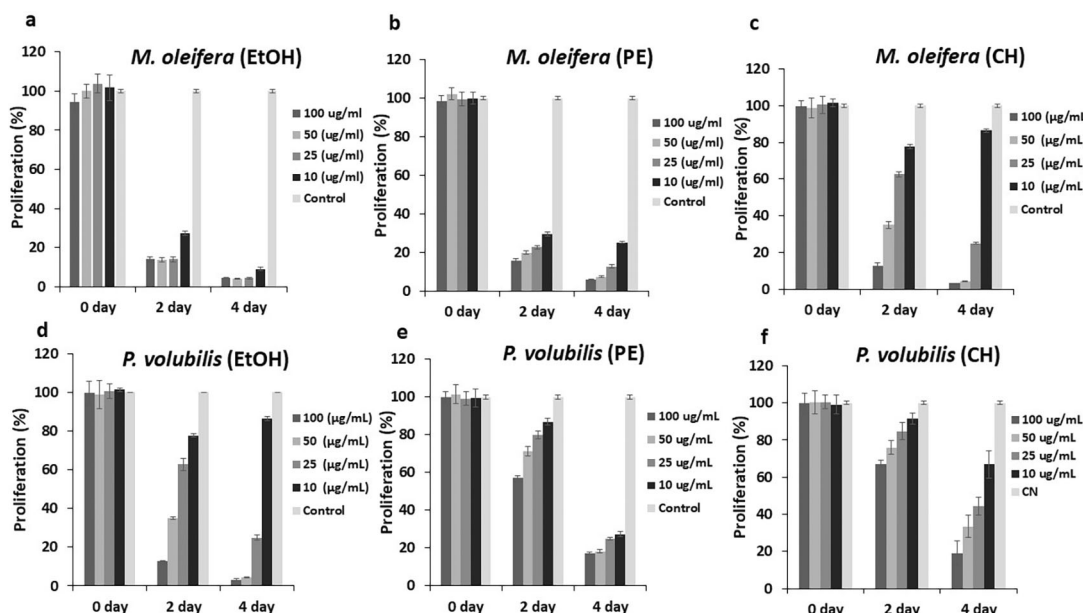 a
M. oleifera (EtOH)
Proliferation (%)
120
100
80
60
40
20
0
0 day 2 day 4 day
100 ug/ml
50 (ug/ml)
25 (ug/ml)
10 (ug/ml)
Control
b
M. oleifera (PE)
Proliferation (%)
120
100
80
60
40
20
0
0 day 2 day 4 day
100 ug/ml
50 (ug/ml)
25 (ug/ml)
10 (ug/ml)
Control
c
M. oleifera (CH)
Proliferation (%)
120
100
80
60
40
20
0
0 day 2 day 4 day
100 (µg/ml
50 (µg/mL
25 (µg/mL
10 (µg/mL
Control
d
P. volubilis (EtOH)
Proliferation (%)
120
100
80
60
40
20
0
0 day 2 day 4 day
100 (µg/mL)
50 (µg/mL)
25 (µg/mL)
10 (µg/mL)
Control
e
P. volubilis (PE)
Proliferation (%)
120
100
80
60
40
20
0
0 day 2 day 4 day
100 ug/mL
50 ug/mL
25 ug/mL
10 ug/mL
Control
f
P. volubilis (CH)
Proliferation (%)
120
100
80
60
40
20
0
0 day 2 day 4 day
100 ug/mL
50 ug/mL
25 ug/mL
10 ug/mL
CN